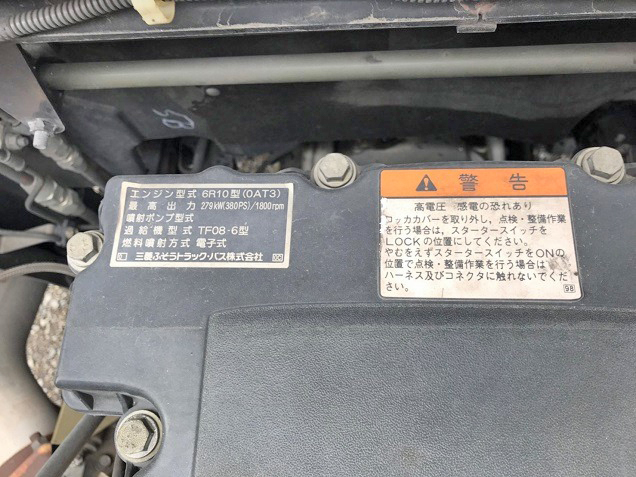 エンジン型式 6R10型(0AT3)
最高出力 279kW(380PS)/1800rpm
噴射ポンプ型式
過給機型式 TF08-6型
燃料噴射方式 電子式
三菱ふそうトラック・バス株式会社
警告
高電圧 感電の恐れあり
ロッカカバーを取り外し,点検・整備作業
を行う場合は,スタータースイッチを
LOCKの位置にしてください。
やむをえずスタータースイッチをONの
位置で点検・整備作業を行う場合は
ハーネス及びコネクタに触れないでくだ
さい。
98